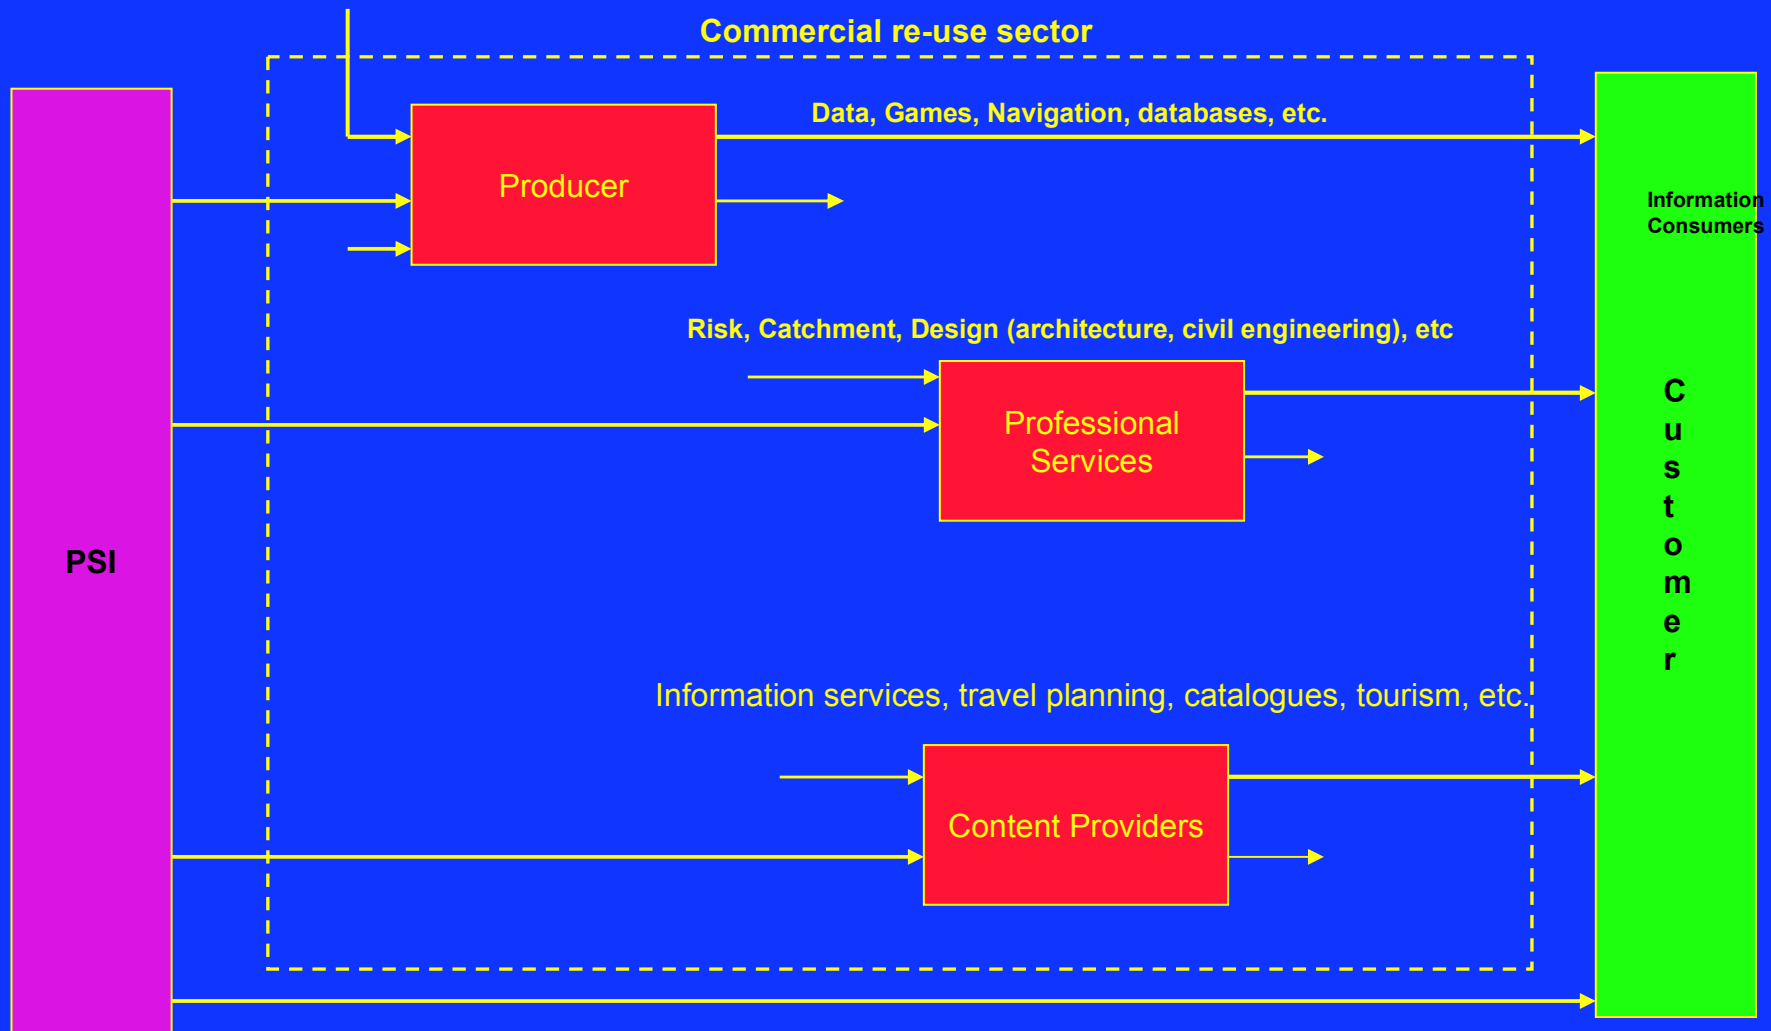 Commercial re-use sector
Data, Games, Navigation, databases, etc.
Producer
Information
Consumers
Risk, Catchment, Design (architecture, civil engineering), etc
Professional
Services
C
u
s
t
o
m
e
r
PSI
Information services, travel planning, catalogues, tourism, etc.
Content Providers